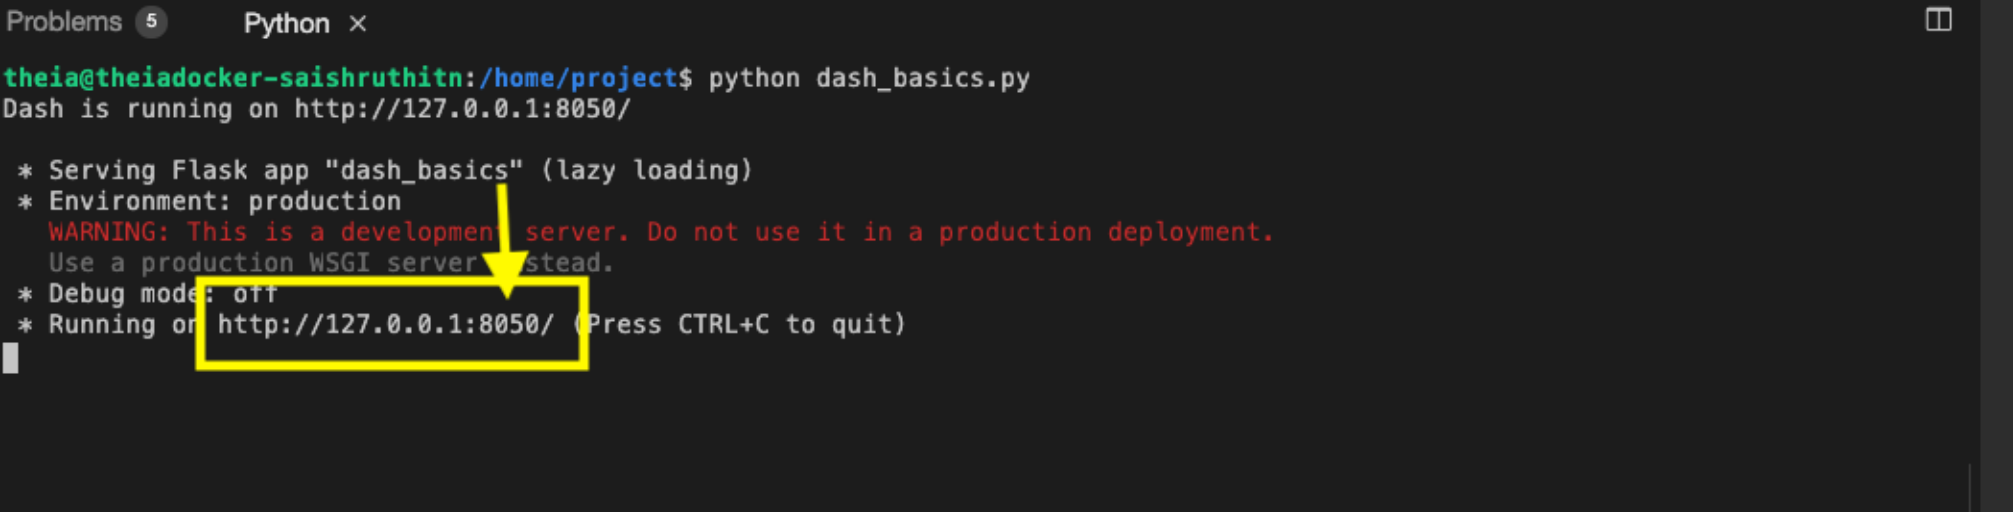 Problems 5 Python ×
theia@theiadocker-saishruthitn:/home/project$ python dash_basics.py
Dash is running on http://127.0.0.1:8050/
* Serving Flask app "dash_basics" (lazy loading)
* Environment: production
WARNING: This is a development server. Do not use it in a production deployment.
Use a production WSGI server instead.
* Debug mode: off
* Running on http://127.0.0.1:8050/ (Press CTRL+C to quit)